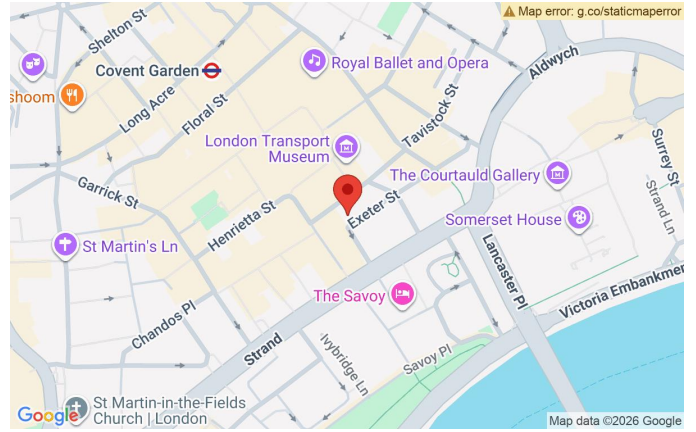 Map error: g.co/staticmaperror
Shelton St
Aldwych
Royal Ballet and Opera
Covent Garden
shoom
Long Acre
Floral St
Tavistock St
London Transport
Museum
Surrey St
The Courtauld Gallery
Garrick St
Strand Ln
Henrietta St
Exeter St
Somerset House
St Martin's Ln
Lancaster Pl
The Savoy
Victoria Embankmen
Chandos Pl
Strand
Ivybridge Ln
Savoy Pl
St Martin-in-the-Fields
Church | London
Google
Map data ©2026 Google